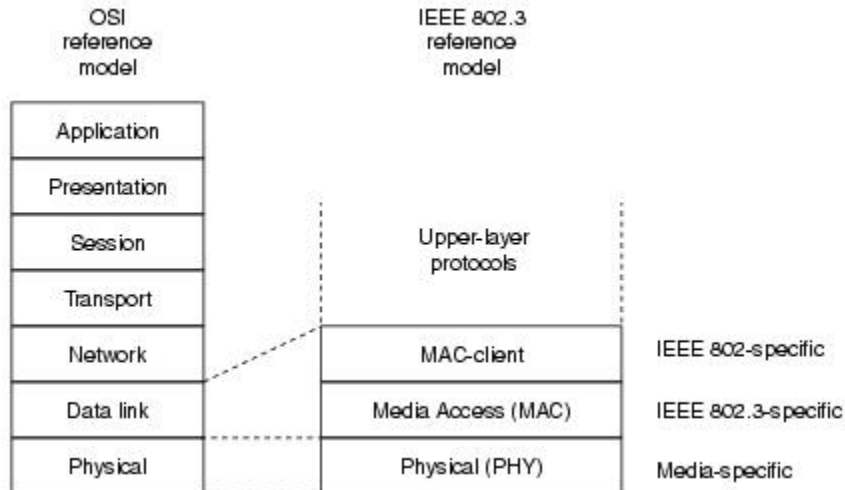 OSI
reference
model
IEEE 802.3
reference
model
Application
Presentation
Session
Transport
Network
Data link
Physical
Upper-layer
protocols
MAC-client
Media Access (MAC)
Physical (PHY)
IEEE 802-specific
IEEE 802.3-specific
Media-specific